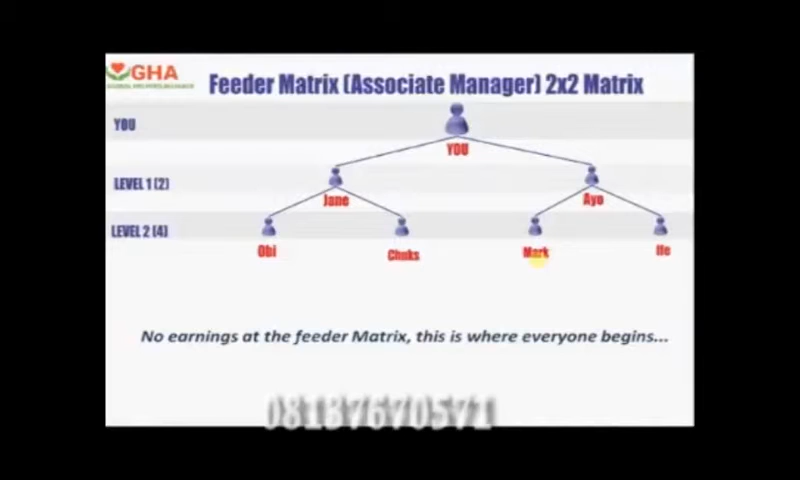 GHA
Feeder Matrix (Associate Manager) 2x2 Matrix
YOU
YOU
LEVEL 1 (2)
Jane
Ayo
LEVEL 2 (4)
Obi
Chuks
Mark
Ife
No earnings at the feeder Matrix, this is where everyone begins...
08137670571